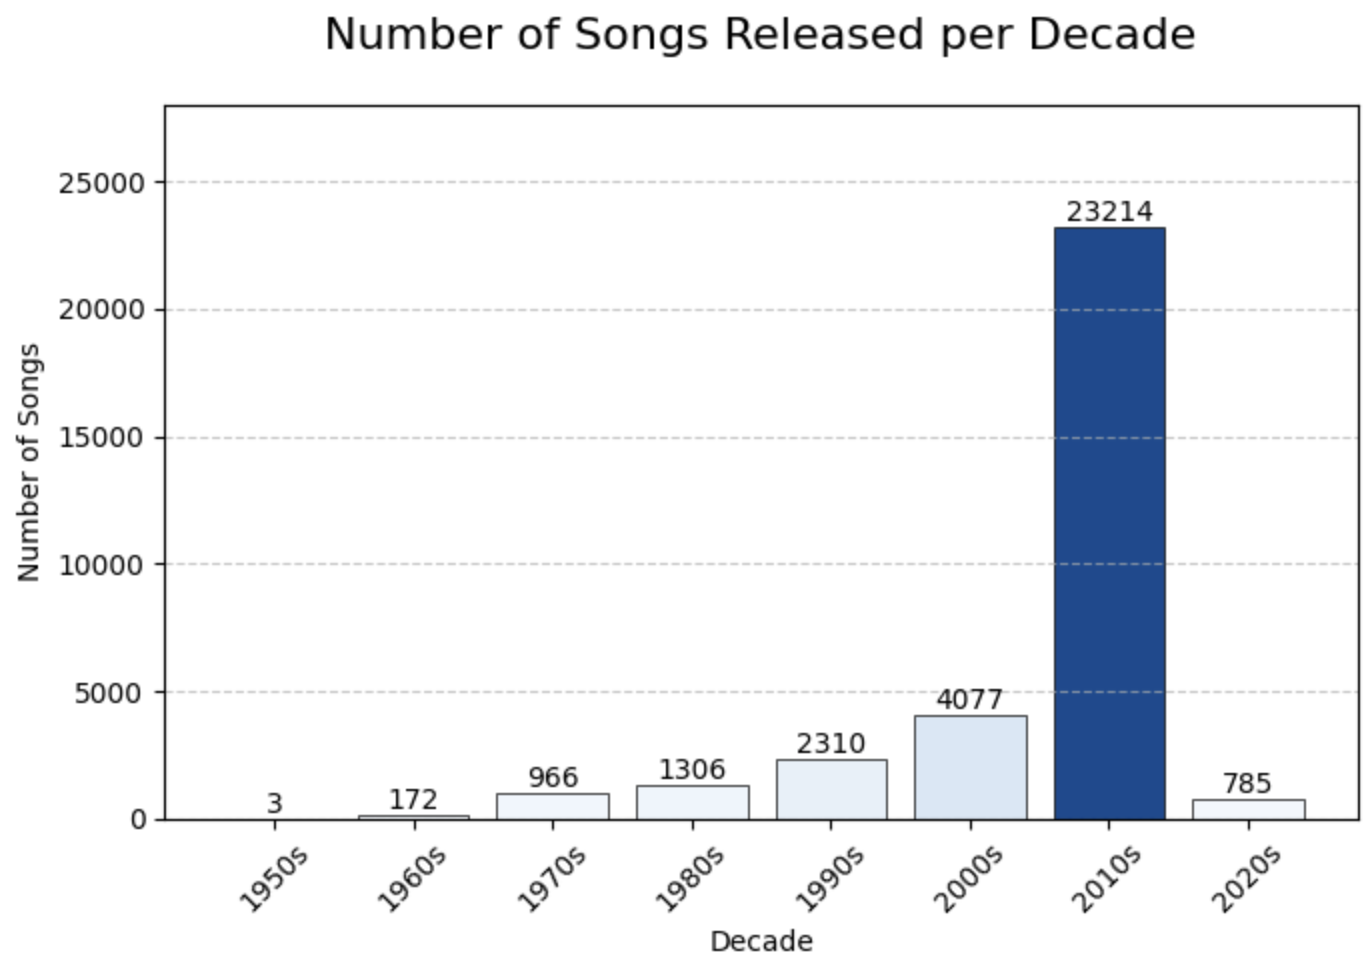 Number of Songs Released per Decade
25000
20000
15000
10000
5000
0
Number of Songs
3
172
966
1306
2310
4077
23214
785
1950s
1960s
1970s
1980s
1990s
2000s
2010s
2020s
Decade